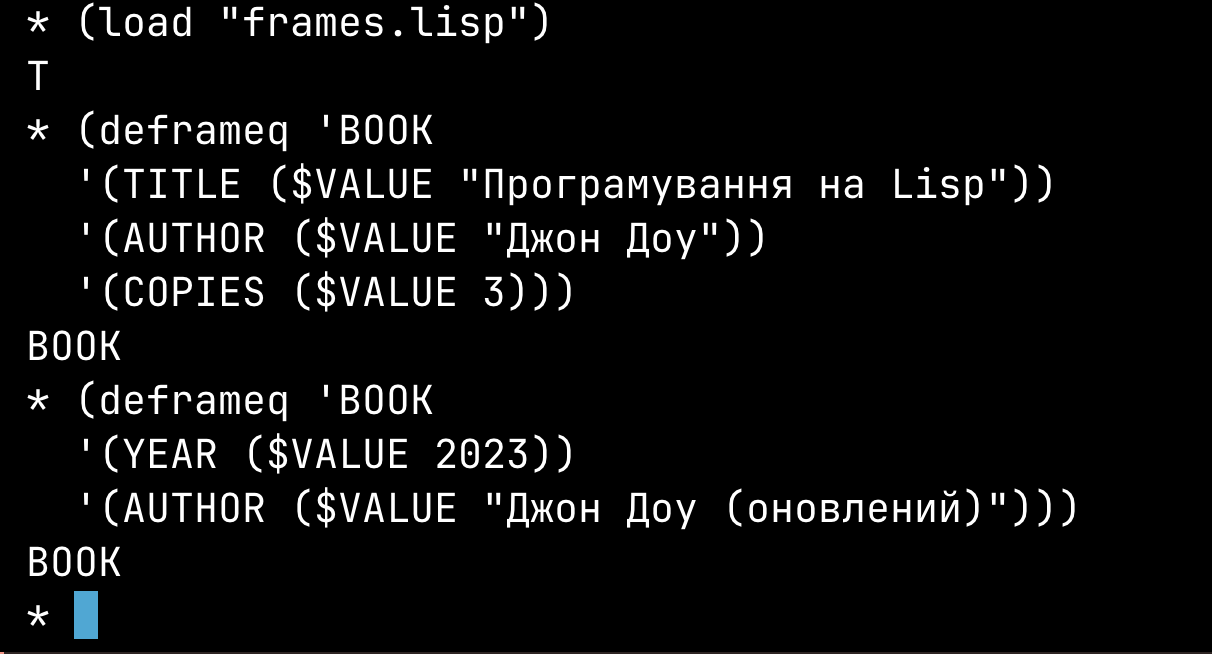 * (load "frames.lisp")
T
* (deframeq 'BOOK
  '(TITLE ($VALUE "Програмування на Lisp"))
  '(AUTHOR ($VALUE "Джон Доу"))
  '(COPIES ($VALUE 3)))
BOOK
* (deframeq 'BOOK
  '(YEAR ($VALUE 2023))
  '(AUTHOR ($VALUE "Джон Доу (оновлений)")))
BOOK
*